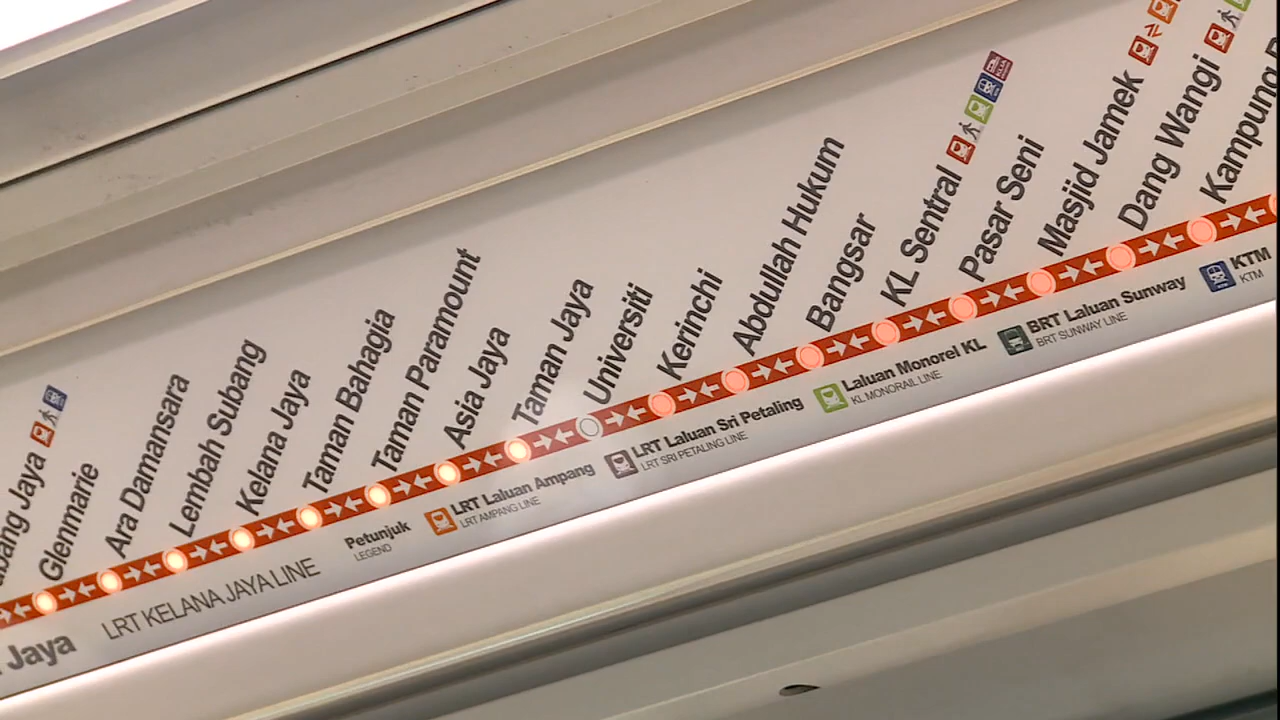 Glenmarie
Ara Damansara
Lembah Subang
Kelana Jaya
Taman Bahagia
Taman Paramount
Asia Jaya
Taman Jaya
Universiti
Kerinchi
Abdullah Hukum
Bangsar
KL Sentral
Pasar Seni
Masjid Jamek
Dang Wangi
Jaya
Jaya
LRT KELANA JAYA LINE
Petunjuk
LEGEND
LRT Laluan Ampang
LRT AMPANG LINE
LRT Laluan Sri Petaling
LRT SRI PETALING LINE
Laluan Monorel KL
KL MONORAIL LINE
BRT Laluan Sunway
BRT SUNWAY LINE
KTM
KTM